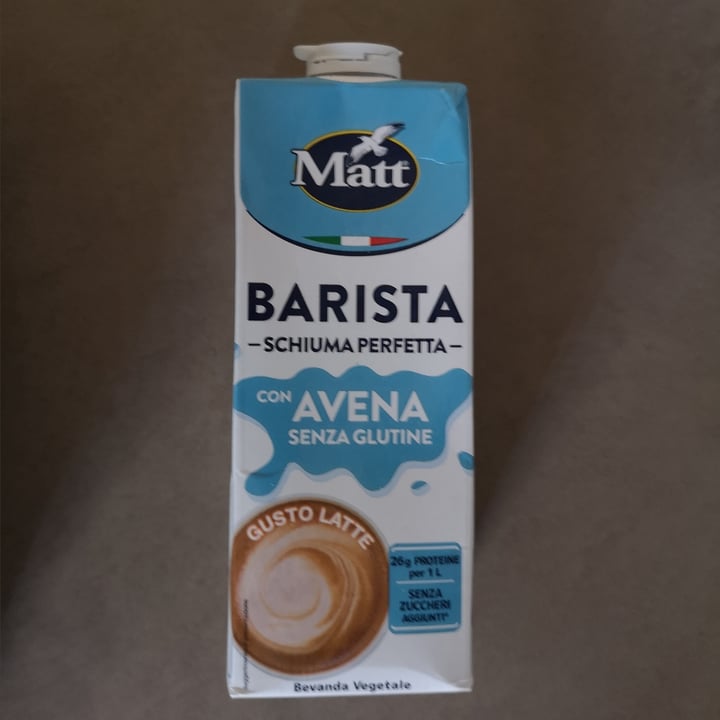 Matt
BARISTA
SCHIUMA PERFETTA
CON AVENA
SENZA GLUTINE
GUSTO LATTE
26g PROTEINE
per 1 L
SENZA
ZUCCHERI
AGGIUNTI*
Bevanda Vegetale